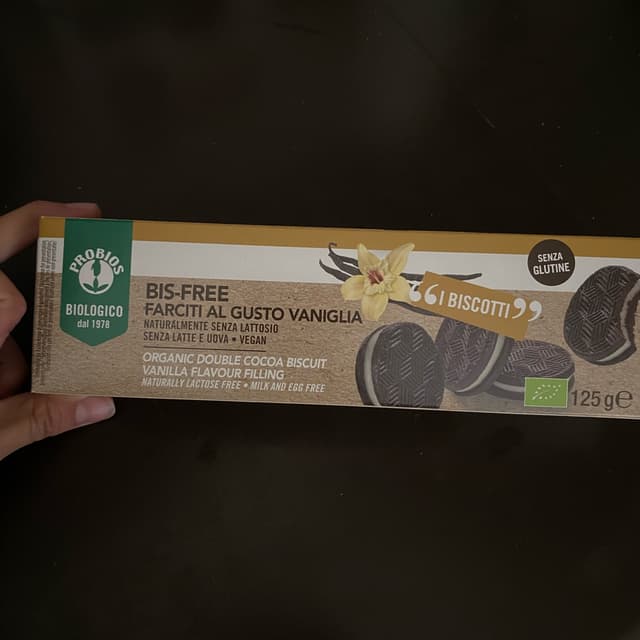 PROBIOS
BIOLOGICO
dal 1978
BIS-FREE
FARCITI AL GUSTO VANIGLIA
NATURALMENTE SENZA LATTOSIO
SENZA LATTE E UOVA • VEGAN
ORGANIC DOUBLE COCOA BISCUIT
VANILLA FLAVOUR FILLING
NATURALLY LACTOSE FREE • MILK AND EGG FREE
“I BISCOTTI”
SENZA
GLUTINE
125 g℮